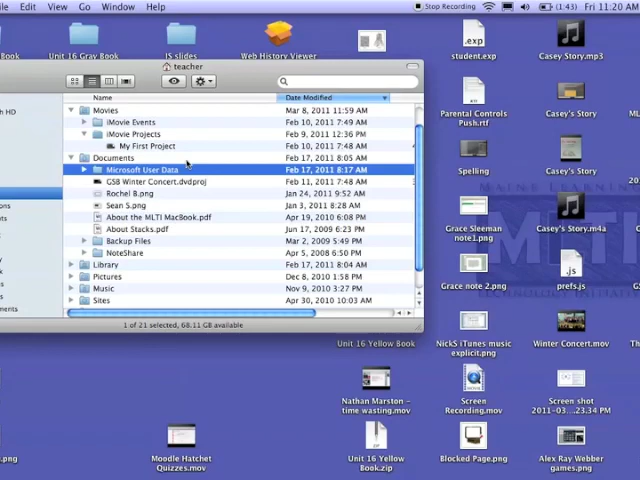 File Edit View Go Window Help
Stop Recording (1:43) Fri 11:20 AM
Book Unit 16 Gray Book IS slides Web History Viewer
student.exp Casey Story.mp3
teacher
Name Date Modified
Movies Mar 8, 2011 11:59 AM
iMovie Events Feb 10, 2011 7:49 AM
iMovie Projects Feb 9, 2011 12:36 PM
My First Project Feb 10, 2011 7:48 AM
Documents Feb 17, 2011 8:05 AM
Microsoft User Data Feb 17, 2011 8:17 AM
GSB Winter Concert.dvdproj Feb 11, 2011 7:48 AM
Rochel B.png Jan 24, 2011 9:52 AM
Sean S.png Jan 3, 2011 8:28 AM
About the MLTI MacBook.pdf Apr 19, 2010 6:08 PM
About Stacks.pdf Jun 17, 2009 6:23 PM
Backup Files Mar 2, 2009 5:49 PM
NoteShare Apr 5, 2008 6:50 PM
Library Feb 17, 2011 8:04 AM
Pictures Dec 8, 2010 1:58 PM
Music Nov 9, 2010 3:27 PM
Sites Apr 30, 2010 10:03 AM
1 of 21 selected, 68.11 GB available
Parental Controls
Push.rtf
Casey's Story
Spelling
Casey's Story
Grace Sleeman
note1.png
Casey's Story.m4a
MAINE LEARNING
MLTI
TECHNOLOGY INITIATIVE
Grace note 2.png prefs.js
Unit 16 Yellow Book
NickS iTunes music
explicit.png
Winter Concert.mov
Nathan Marston -
time wasting.mov
Screen
Recording.mov
Screen shot
2011-03...23.34 PM
Moodle Hatchet
Quizzes.mov
Unit 16 Yellow
Book.zip
Blocked Page.png
Alex Ray Webber
games.png